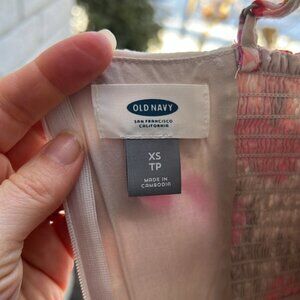 OLD NAVY
SAN FRANCISCO
CALIFORNIA
XS
TP
MADE IN
CAMBODIA